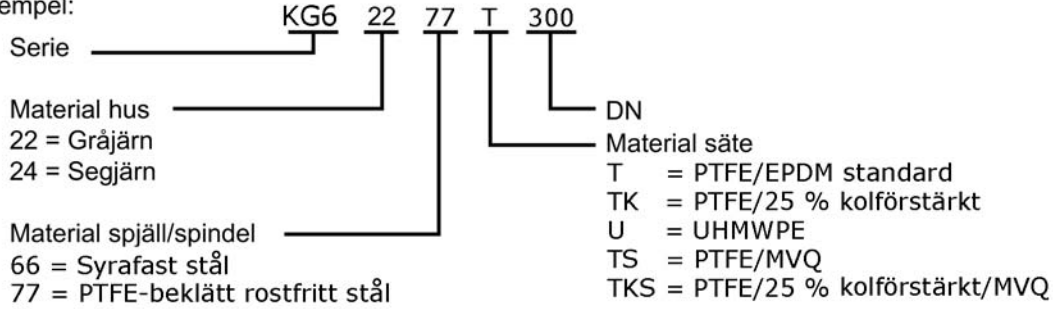 KG6 22 77 T 300
Serie
Material hus
22 = Gråjärn
24 = Segjärn
Material spjäll/spindel
66 = Syrafast stål
77 = PTFE-beklätt rostfritt stål
DN
Material säte
T = PTFE/EPDM standard
TK = PTFE/25 % kolförstärkt
U = UHMWPE
TS = PTFE/MVQ
TKS = PTFE/25 % kolförstärkt/MVQ